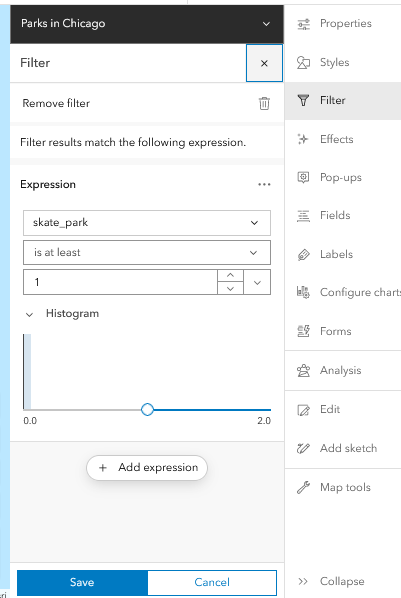 Parks in Chicago
Filter
Remove filter
Filter results match the following expression.
Expression
skate_park
is at least
1
Histogram
0.0
2.0
Add expression
Save
Cancel
Properties
Styles
Filter
Effects
Pop-ups
Fields
Labels
Configure charts
Forms
Analysis
Edit
Add sketch
Map tools
Collapse